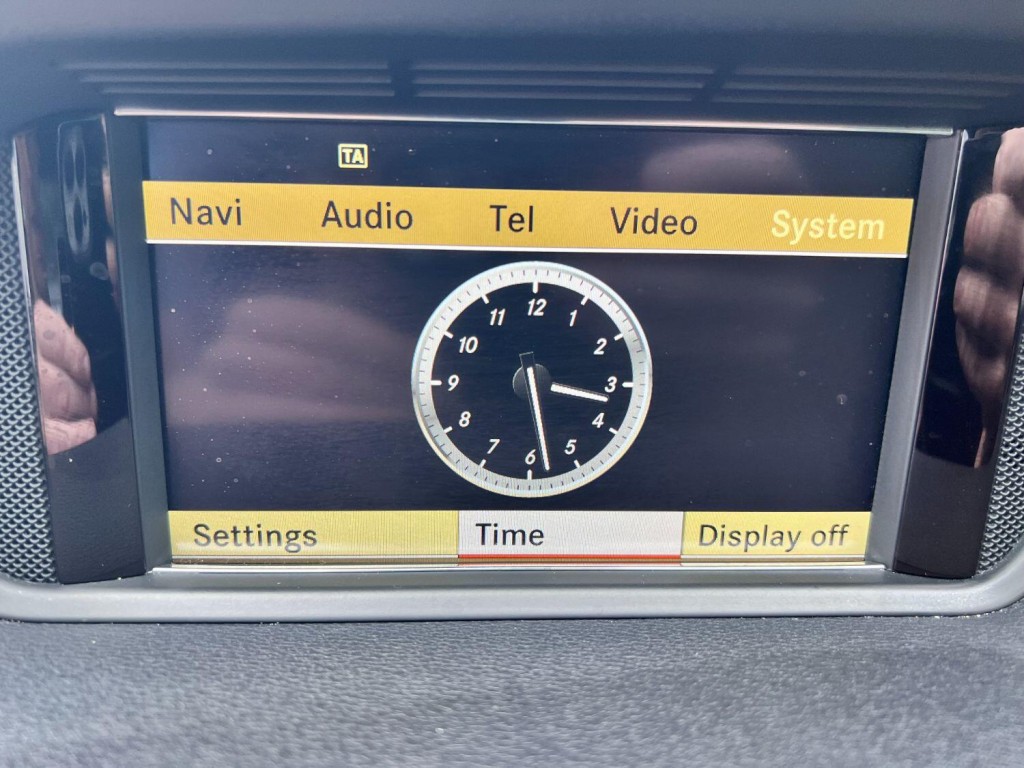 TA
Navi Audio Tel Video System
12
11 1
10 2
9 3
8 4
7 5
6
Settings Time Display off